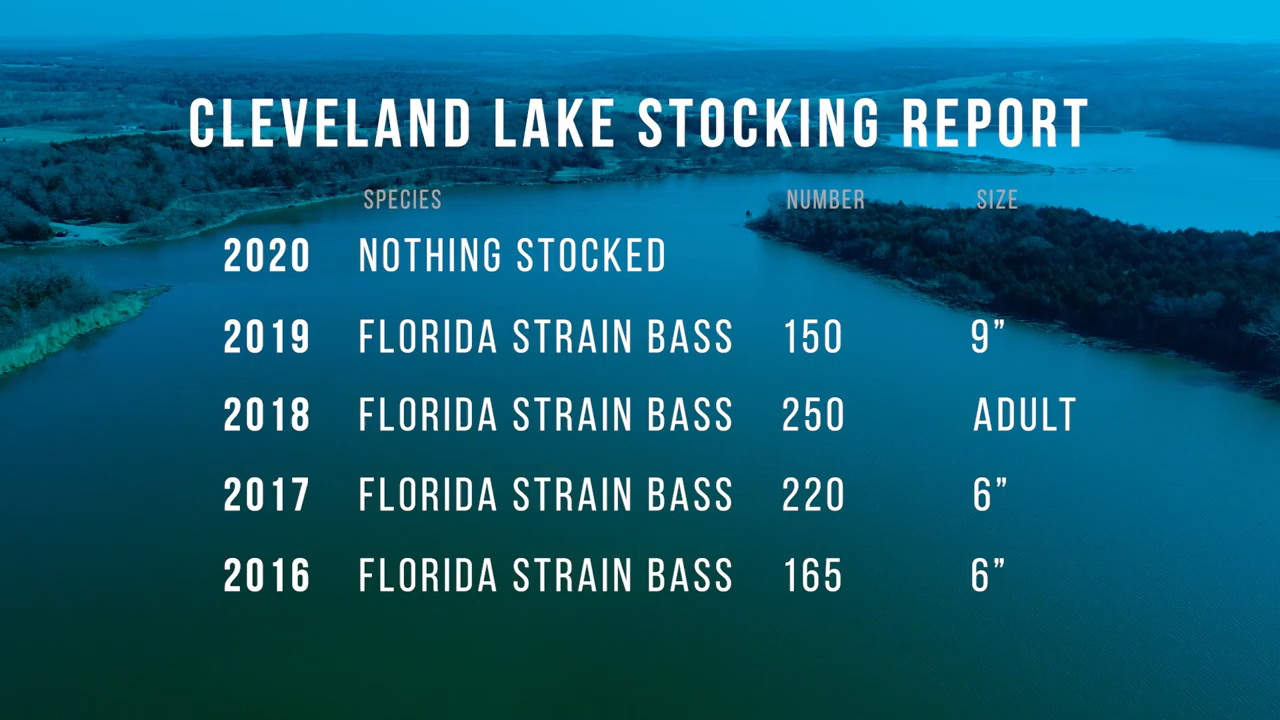 CLEVELAND LAKE STOCKING REPORT
SPECIES NUMBER SIZE
2020 NOTHING STOCKED
2019 FLORIDA STRAIN BASS 150 9”
2018 FLORIDA STRAIN BASS 250 ADULT
2017 FLORIDA STRAIN BASS 220 6”
2016 FLORIDA STRAIN BASS 165 6”